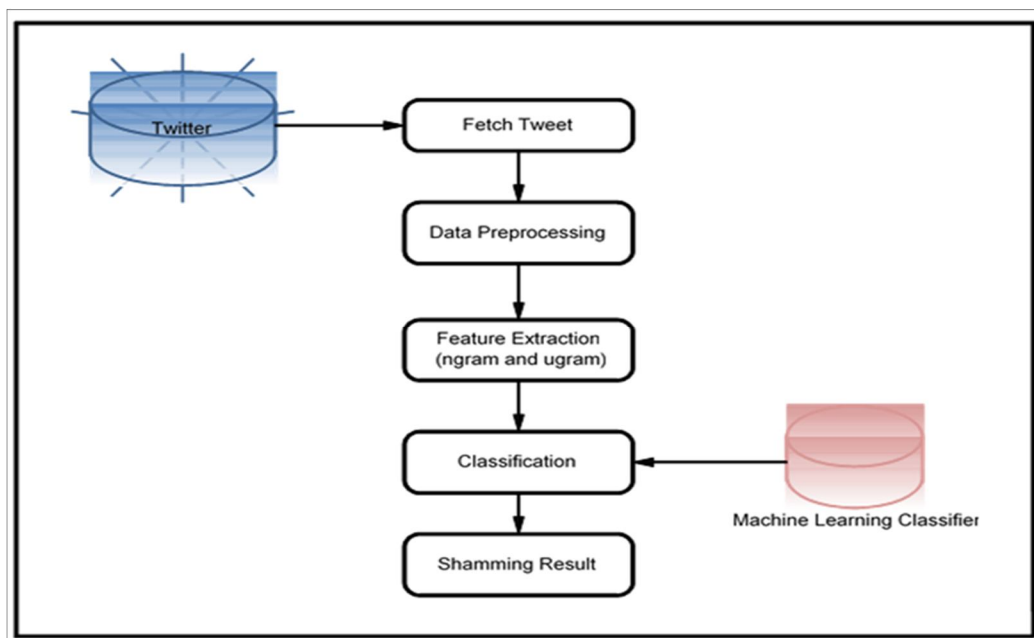 Twitter
Fetch Tweet
Data Preprocessing
Feature Extraction
(ngram and ugram)
Classification
Machine Learning Classifier
Shamming Result